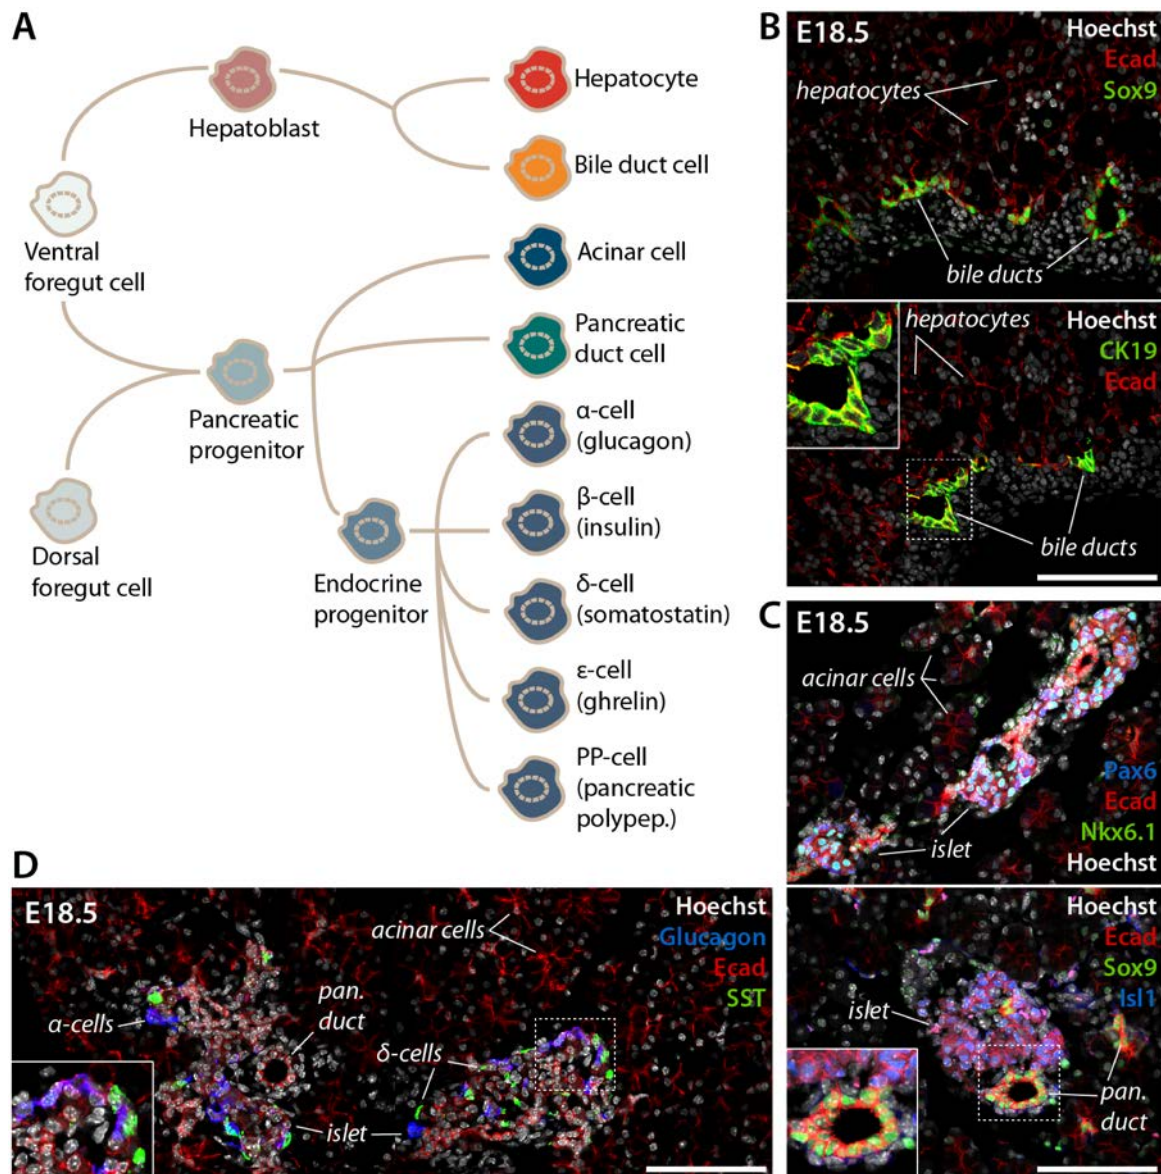 A
Hepatoblast
Hepatocyte
Bile duct cell
Ventral
foregut cell
Acinar cell
Pancreatic
duct cell
Pancreatic
progenitor
α-cell
(glucagon)
β-cell
(insulin)
Dorsal
foregut cell
Endocrine
progenitor
δ-cell
(somatostatin)
ε-cell
(ghrelin)
PP-cell
(pancreatic
polypep.)
B
E18.5
Hoechst
Ecad
Sox9
hepatocytes
bile ducts
hepatocytes
Hoechst
CK19
Ecad
bile ducts
C
E18.5
acinar cells
Pax6
Ecad
Nkx6.1
Hoechst
islet
Hoechst
Ecad
Sox9
Isl1
islet
pan.
duct
D
E18.5
Hoechst
Glucagon
Ecad
SST
acinar cells
pan.
duct
α-cells
δ-cells
islet